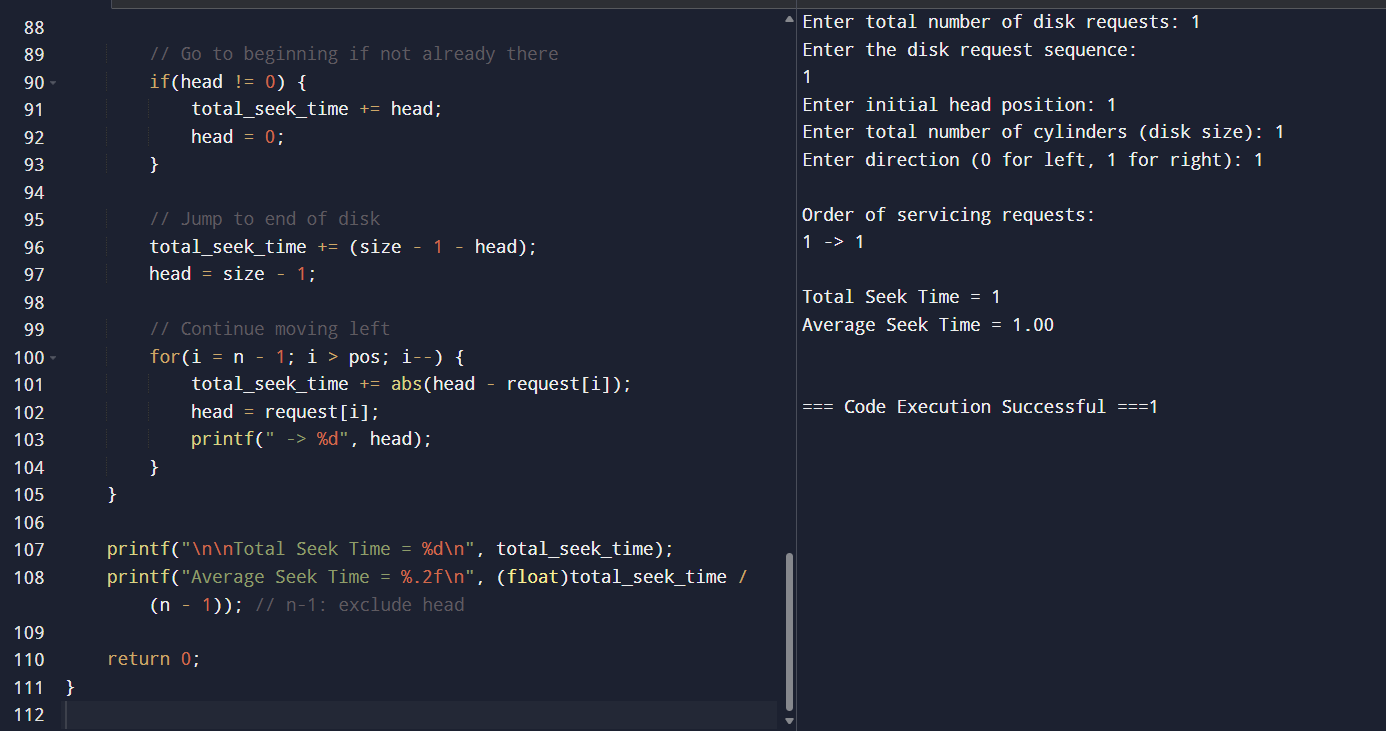 88
89 // Go to beginning if not already there
90 if(head != 0) {
91 total_seek_time += head;
92 head = 0;
93 }
94
95 // Jump to end of disk
96 total_seek_time += (size - 1 - head);
97 head = size - 1;
98
99 // Continue moving left
100 for(i = n - 1; i > pos; i--) {
101 total_seek_time += abs(head - request[i]);
102 head = request[i];
103 printf(" -> %d", head);
104 }
105 }
106
107 printf("\n\nTotal Seek Time = %d\n", total_seek_time);
108 printf("Average Seek Time = %.2f\n", (float)total_seek_time /
(n - 1)); // n-1: exclude head
109
110 return 0;
111 }
112
Enter total number of disk requests: 1
Enter the disk request sequence:
1
Enter initial head position: 1
Enter total number of cylinders (disk size): 1
Enter direction (0 for left, 1 for right): 1
Order of servicing requests:
1 -> 1
Total Seek Time = 1
Average Seek Time = 1.00
=== Code Execution Successful ===1